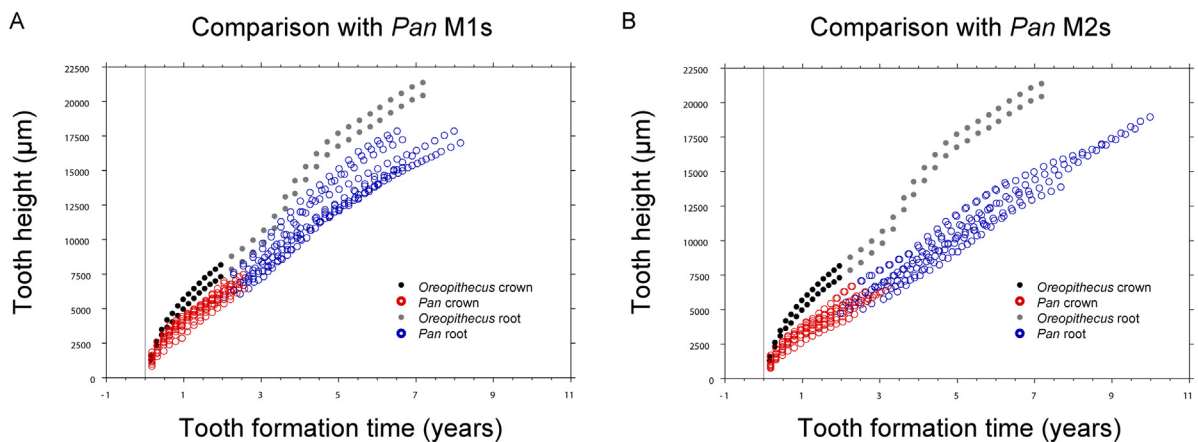 A
Comparison with Pan M1s
Tooth height (µm)
22500
20000
17500
15000
12500
10000
7500
5000
2500
0
Oreopithecus crown
Pan crown
Oreopithecus root
Pan root
-1 1 3 5 7 9 11
Tooth formation time (years)
B
Comparison with Pan M2s
Tooth height (µm)
22500
20000
17500
15000
12500
10000
7500
5000
2500
0
Oreopithecus crown
Pan crown
Oreopithecus root
Pan root
-1 1 3 5 7 9 11
Tooth formation time (years)